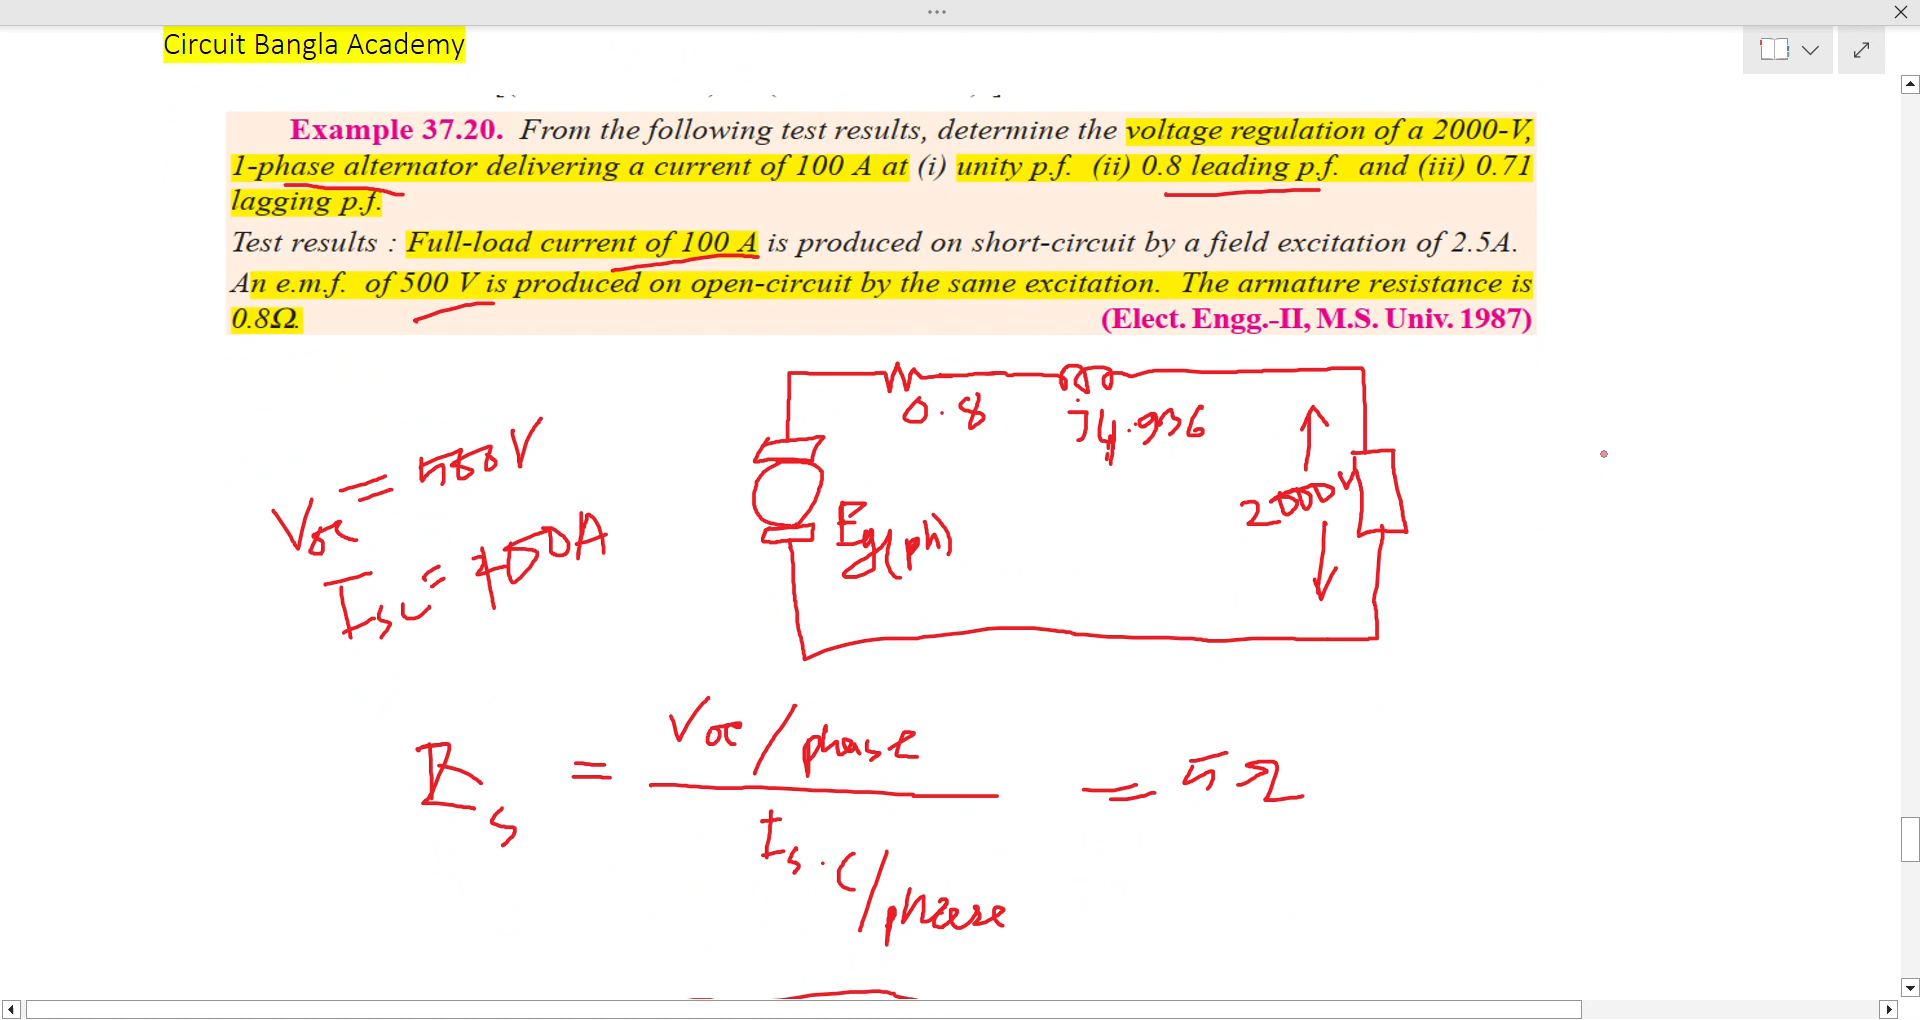 Circuit Bangla Academy
Example 37.20. From the following test results, determine the voltage regulation of a 2000-V,
1-phase alternator delivering a current of 100 A at (i) unity p.f. (ii) 0.8 leading p.f. and (iii) 0.71
lagging p.f.
Test results : Full-load current of 100 A is produced on short-circuit by a field excitation of 2.5A.
An e.m.f. of 500 V is produced on open-circuit by the same excitation. The armature resistance is
0.8Ω.
(Elect. Engg.-II, M.S. Univ. 1987)
0.8
j4.936
Voc = 500V
2000V
Eg(ph)
Isc = 100A
Zs = Voc/phase = 5Ω
Is.c/phase